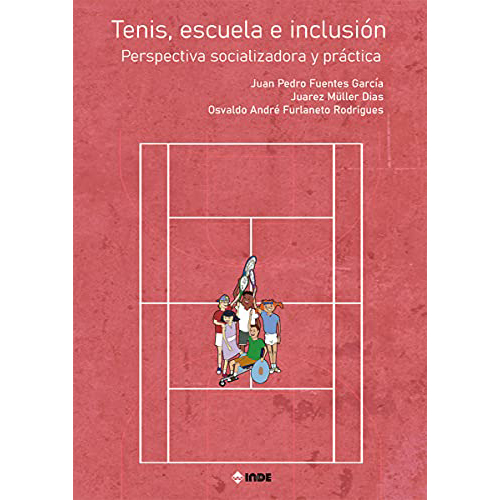 Tenis, escuela e inclusión
Perspectiva socializadora y práctica
Juan Pedro Fuentes García
Juarez Müller Dias
Osvaldo André Furlaneto Rodrigues
INDE